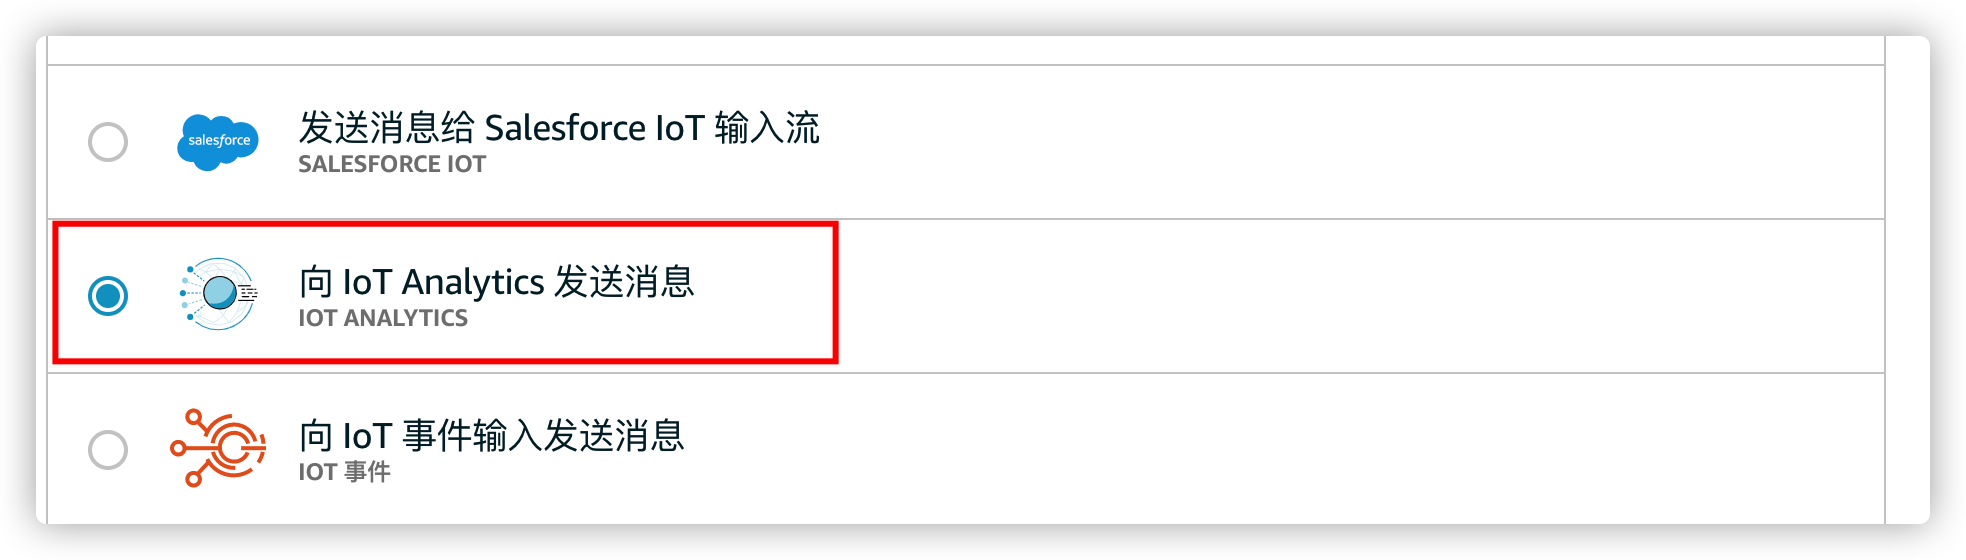 salesforce
发送消息给 Salesforce IoT 输入流
SALESFORCE IOT
向 IoT Analytics 发送消息
IOT ANALYTICS
向 IoT 事件输入发送消息
IOT 事件